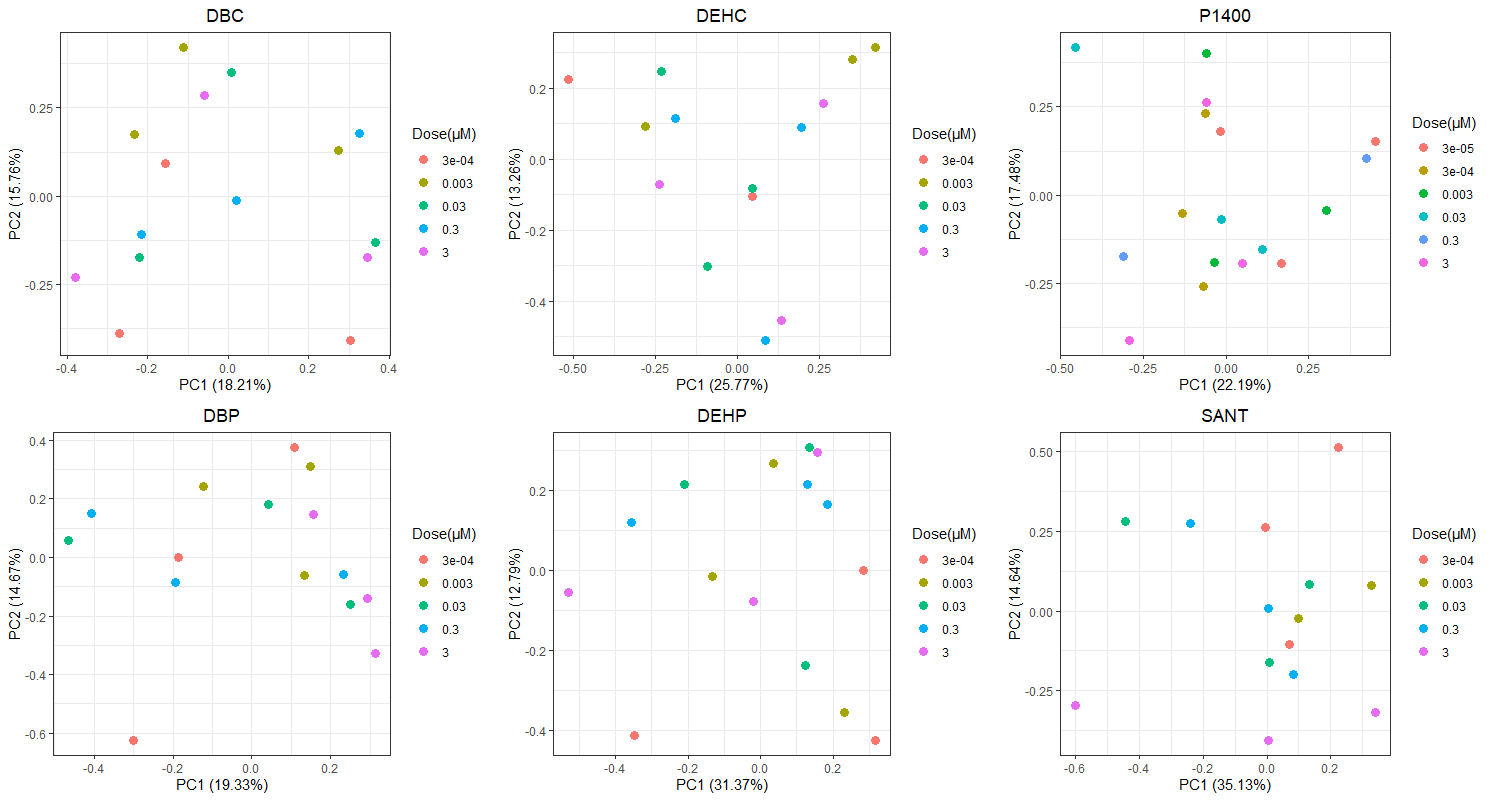 DBC
0.25
0.00
-0.25
PC2 (15.76%)
-0.4 -0.2 0.0 0.2 0.4
PC1 (18.21%)
Dose(µM)
3e-04
0.003
0.03
0.3
3
DEHC
0.2
0.0
-0.2
-0.4
PC2 (13.26%)
-0.50 -0.25 0.00 0.25
PC1 (25.77%)
Dose(µM)
3e-04
0.003
0.03
0.3
3
P1400
0.25
0.00
-0.25
PC2 (17.48%)
-0.50 -0.25 0.00 0.25
PC1 (22.19%)
Dose(µM)
3e-05
3e-04
0.003
0.03
0.3
3
DBP
0.4
0.2
0.0
-0.2
-0.4
-0.6
PC2 (14.67%)
-0.4 -0.2 0.0 0.2
PC1 (19.33%)
Dose(µM)
3e-04
0.003
0.03
0.3
3
DEHP
0.2
0.0
-0.2
-0.4
PC2 (12.79%)
-0.4 -0.2 0.0 0.2
PC1 (31.37%)
Dose(µM)
3e-04
0.003
0.03
0.3
3
SANT
0.50
0.25
0.00
-0.25
PC2 (14.64%)
-0.6 -0.4 -0.2 0.0 0.2
PC1 (35.13%)
Dose(µM)
3e-04
0.003
0.03
0.3
3